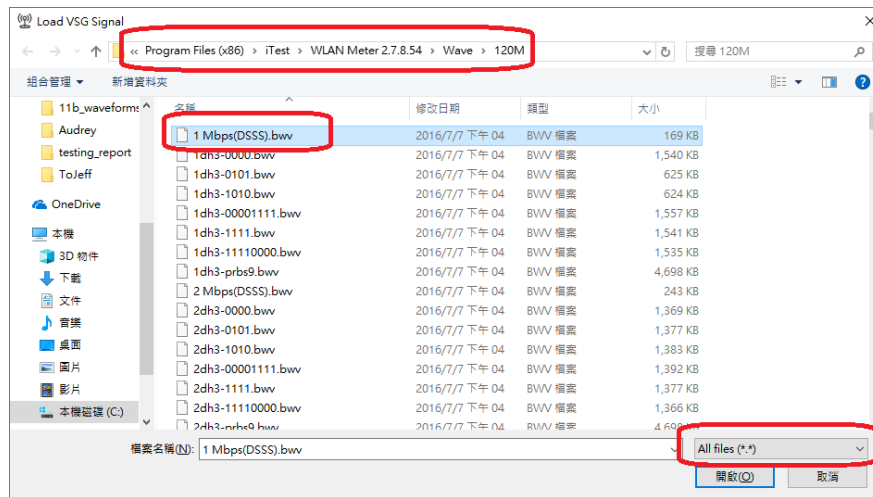 Load VSG Signal
« Program Files (x86) > iTest > WLAN Meter 2.7.8.54 > Wave > 120M
搜尋 120M
組合管理 新增資料夾
名稱 修改日期 類型 大小
11b_waveforms
Audrey
testing_report
ToJeff
OneDrive
本機
3D 物件
下載
文件
音樂
桌面
圖片
影片
本機磁碟 (C:)
1 Mbps(DSSS).bwv 2016/7/7 下午 04 BWV 檔案 169 KB
1dh3-0000.bwv 2016/7/7 下午 04 BWV 檔案 1,540 KB
1dh3-0101.bwv 2016/7/7 下午 04 BWV 檔案 625 KB
1dh3-1010.bwv 2016/7/7 下午 04 BWV 檔案 624 KB
1dh3-00001111.bwv 2016/7/7 下午 04 BWV 檔案 1,557 KB
1dh3-1111.bwv 2016/7/7 下午 04 BWV 檔案 1,541 KB
1dh3-11110000.bwv 2016/7/7 下午 04 BWV 檔案 1,535 KB
1dh3-prbs9.bwv 2016/7/7 下午 04 BWV 檔案 4,698 KB
2 Mbps(DSSS).bwv 2016/7/7 下午 04 BWV 檔案 243 KB
2dh3-0000.bwv 2016/7/7 下午 04 BWV 檔案 1,369 KB
2dh3-0101.bwv 2016/7/7 下午 04 BWV 檔案 1,377 KB
2dh3-1010.bwv 2016/7/7 下午 04 BWV 檔案 1,383 KB
2dh3-00001111.bwv 2016/7/7 下午 04 BWV 檔案 1,392 KB
2dh3-1111.bwv 2016/7/7 下午 04 BWV 檔案 1,377 KB
2dh3-11110000.bwv 2016/7/7 下午 04 BWV 檔案 1,366 KB
2dh3-prbs9.bwv 2016/7/7 下午 04 BWV 檔案 4,698 KB
檔案名稱(N): 1 Mbps(DSSS).bwv All files (*.*)
開啟(O) 取消